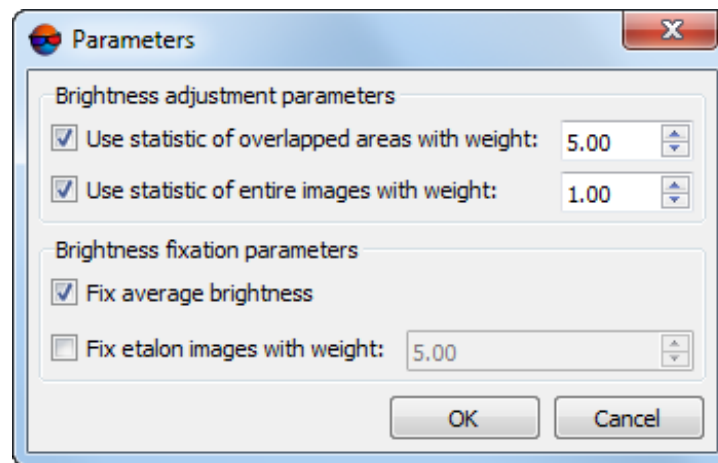 Parameters
Brightness adjustment parameters
Use statistic of overlapped areas with weight: 5.00
Use statistic of entire images with weight: 1.00
Brightness fixation parameters
Fix average brightness
Fix etalon images with weight: 5.00
OK Cancel